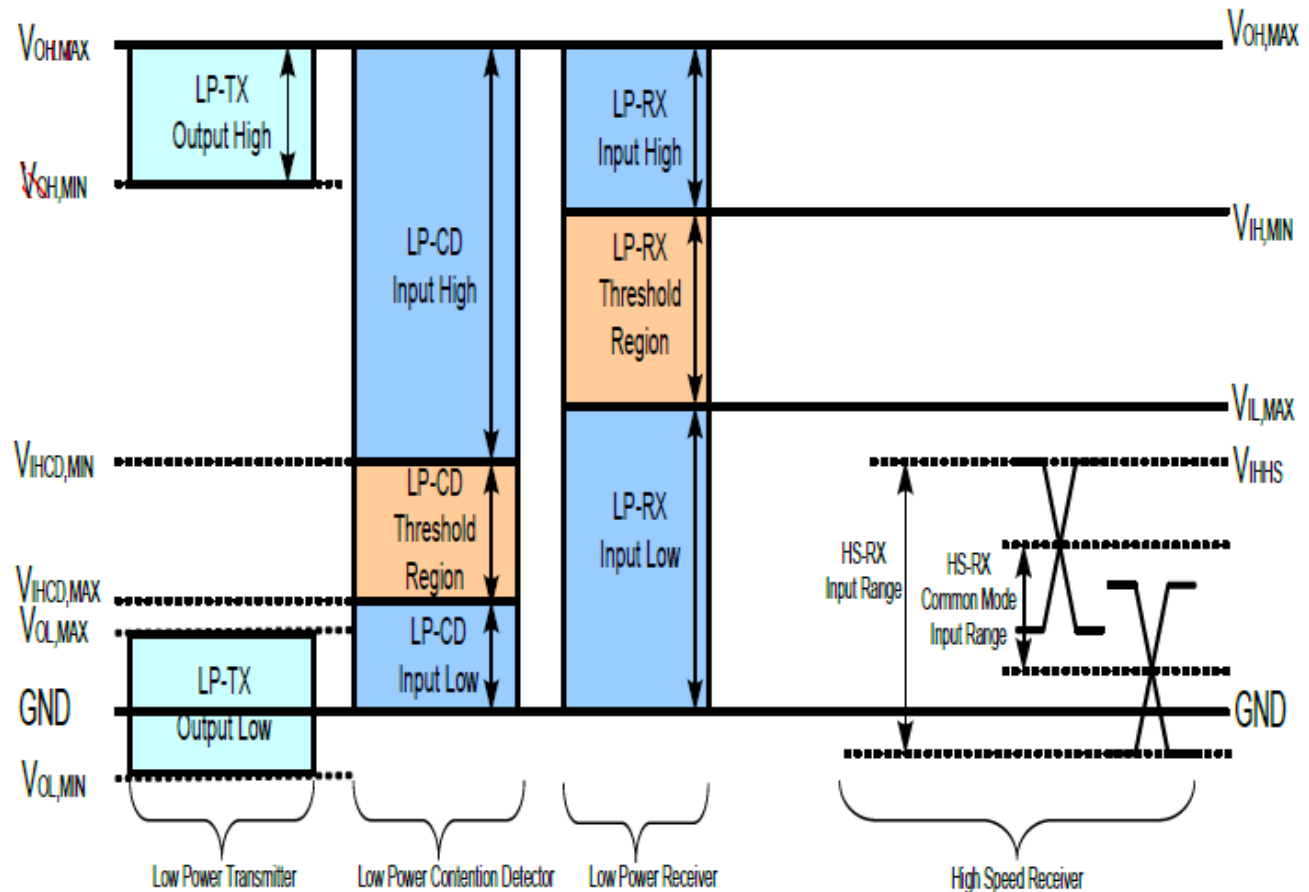 VOH,MAX
VOH,MAX
LP-TX
Output High
VOH,MIN
LP-CD
Input High
LP-RX
Input High
VIH,MIN
LP-RX
Threshold
Region
VIL,MAX
VIHCD,MIN
VIHHS
LP-CD
Threshold
Region
LP-RX
Input Low
HS-RX
Input Range
HS-RX
Common Mode
Input Range
VIHCD,MAX
VOL,MAX
LP-CD
Input Low
LP-TX
Output Low
GND
GND
VOL,MIN
Low Power Transmitter
Low Power Contention Detector
Low Power Receiver
High Speed Receiver